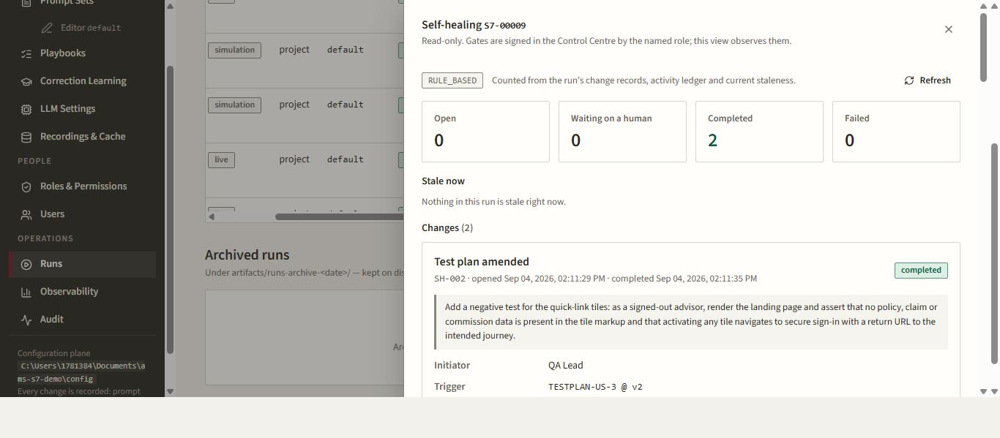 Prompt Sets
Editor default
Playbooks
Correction Learning
LLM Settings
Recordings & Cache
PEOPLE
Roles & Permissions
Users
OPERATIONS
Runs
Observability
Audit
Configuration plane
C:\Users\1781384\Documents\a
ms-s7-demo\config
Every change is recorded: prompt
simulation project default
simulation project default
live project default
Archived runs
Under artifacts/runs-archive-<date>/ — kept on dis
Arc
Self-healing S7-00009
Read-only. Gates are signed in the Control Centre by the named role; this view observes them.
RULE_BASED Counted from the run's change records, activity ledger and current staleness. Refresh
Open
0
Waiting on a human
0
Completed
2
Failed
0
Stale now
Nothing in this run is stale right now.
Changes (2)
Test plan amended
SH-002 · opened Sep 04, 2026, 02:11:29 PM · completed Sep 04, 2026, 02:11:35 PM
completed
Add a negative test for the quick-link tiles: as a signed-out advisor, render the landing page and assert that no policy, claim or
commission data is present in the tile markup and that activating any tile navigates to secure sign-in with a return URL to the
intended journey.
Initiator QA Lead
Trigger TESTPLAN-US-3 @ v2